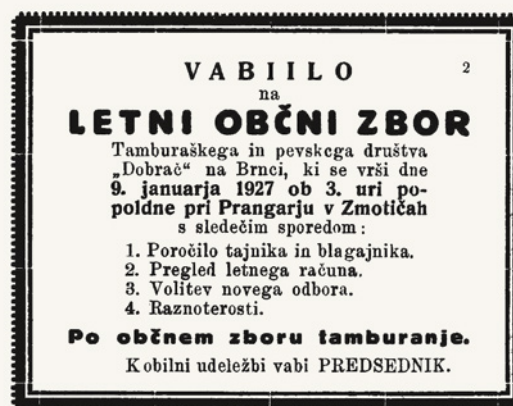 VABIILO 2
na
LETNI OBČNI ZBOR
Tamburaškega in pevskega društva
„Dobrač“ na Brnci, ki se vrši dne
9. januarja 1927 ob 3. uri po-
poldne pri Prangarju v Zmotičah
s sledečim sporedom:
1. Poročilo tajnika in blagajnika.
2. Pregled letnega računa.
3. Volitev novega odbora.
4. Raznoterosti.
Po občnem zboru tamburanje.
Kobilni udeležbi vabi PREDSEDNIK.